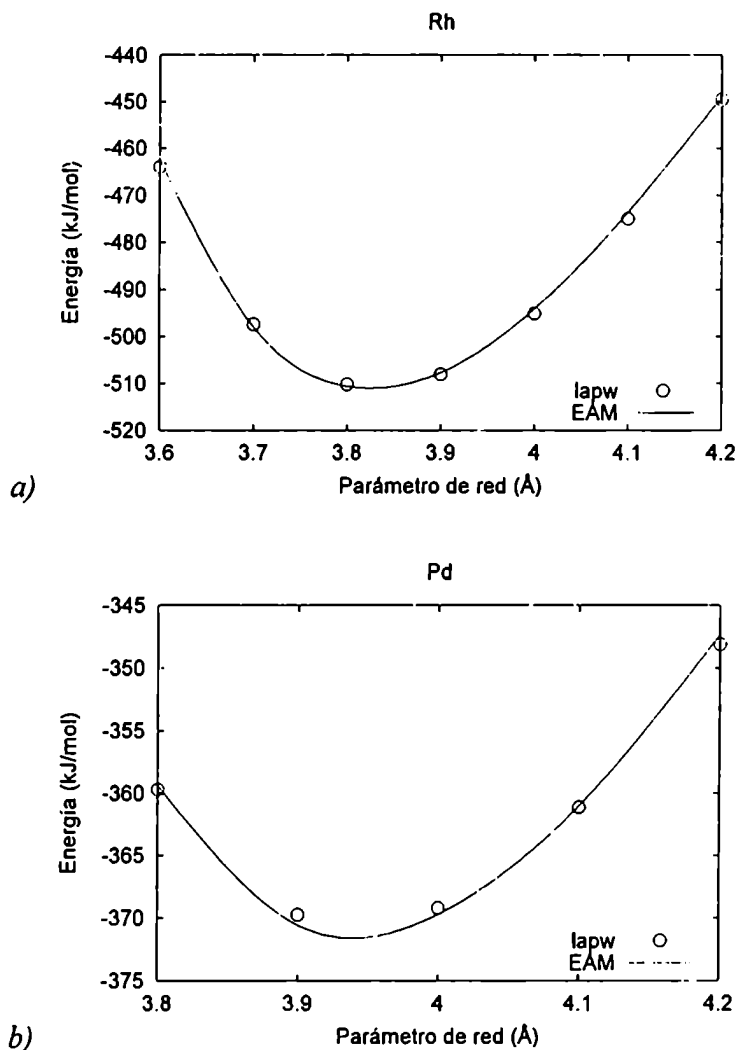 Rh
-440
-450
-460
-470
-480
-490
-500
-510
-520
Energía (kJ/mol)
lapw
EAM
3.6 3.7 3.8 3.9 4 4.1 4.2
Parámetro de red (Å)
a)
Pd
-345
-350
-355
-360
-365
-370
-375
Energía (kJ/mol)
lapw
EAM
3.8 3.9 4 4.1 4.2
Parámetro de red (Å)
b)